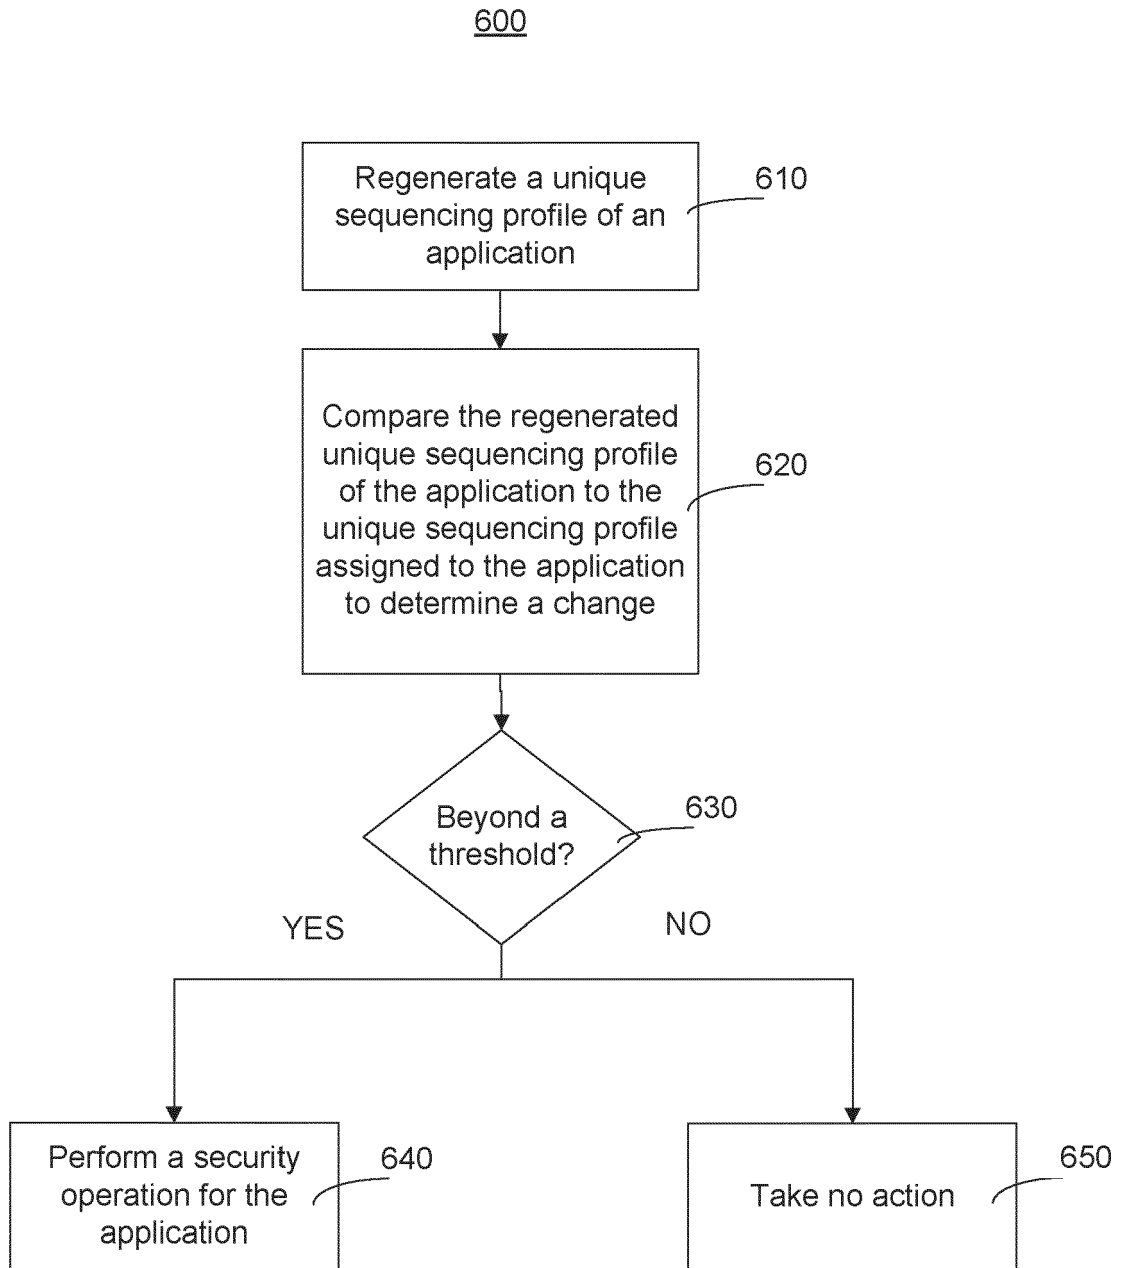 600
Regenerate a unique
sequencing profile of an
application
610
Compare the regenerated
unique sequencing profile
of the application to the
unique sequencing profile
assigned to the application
to determine a change
620
Beyond a
threshold?
630
YES
NO
Perform a security
operation for the
application
640
Take no action
650